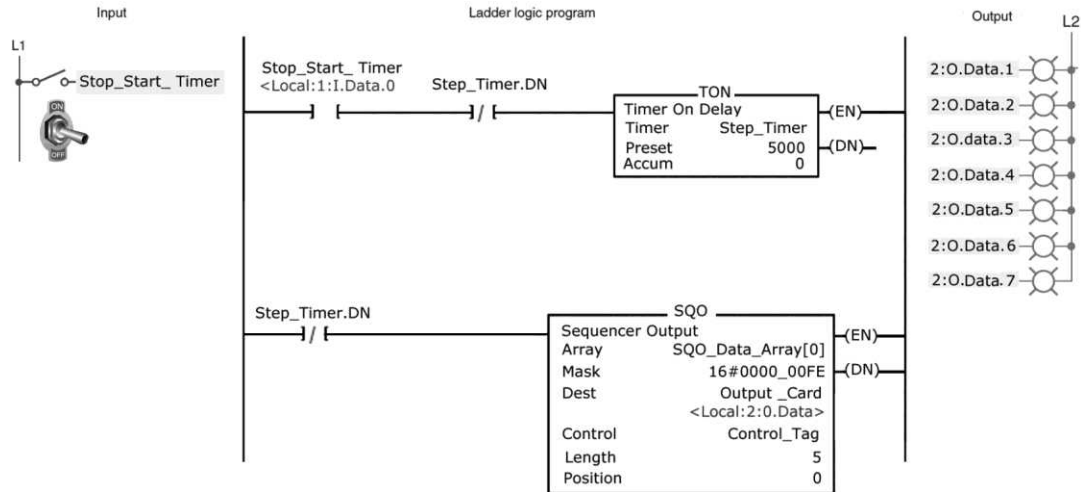 Input
Ladder logic program
Output
L1
L2
Stop_Start_ Timer
ON
OFF
Stop_Start_ Timer
<Local:1:I.Data.0
Step_Timer.DN
TON
Timer On Delay
Timer Step_Timer
Preset 5000
Accum 0
(EN)
(DN)
2:O.Data.1
2:O.Data.2
2:O.data.3
2:O.Data.4
2:O.Data.5
2:O.Data.6
2:O.Data.7
Step_Timer.DN
SQO
Sequencer Output
Array SQO_Data_Array[0]
Mask 16#0000_00FE
Dest Output _Card
<Local:2:0.Data>
Control Control_Tag
Length 5
Position 0
(EN)
(DN)